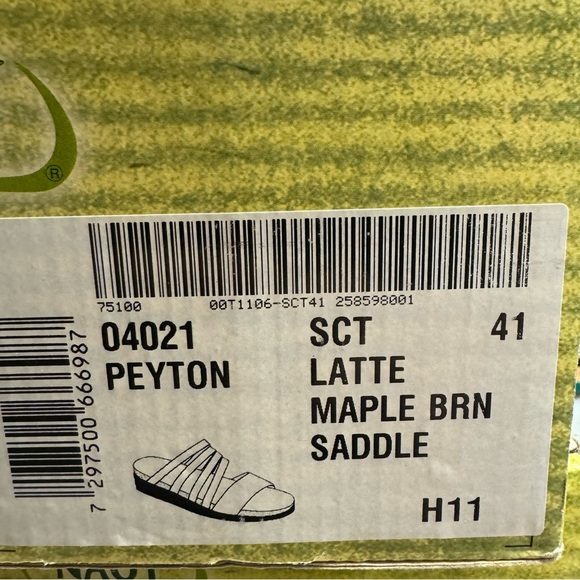 ®
75100 00T1106-SCT41 258598001
04021 SCT 41
PEYTON LATTE
MAPLE BRN
SADDLE
H11
7 297500 666987